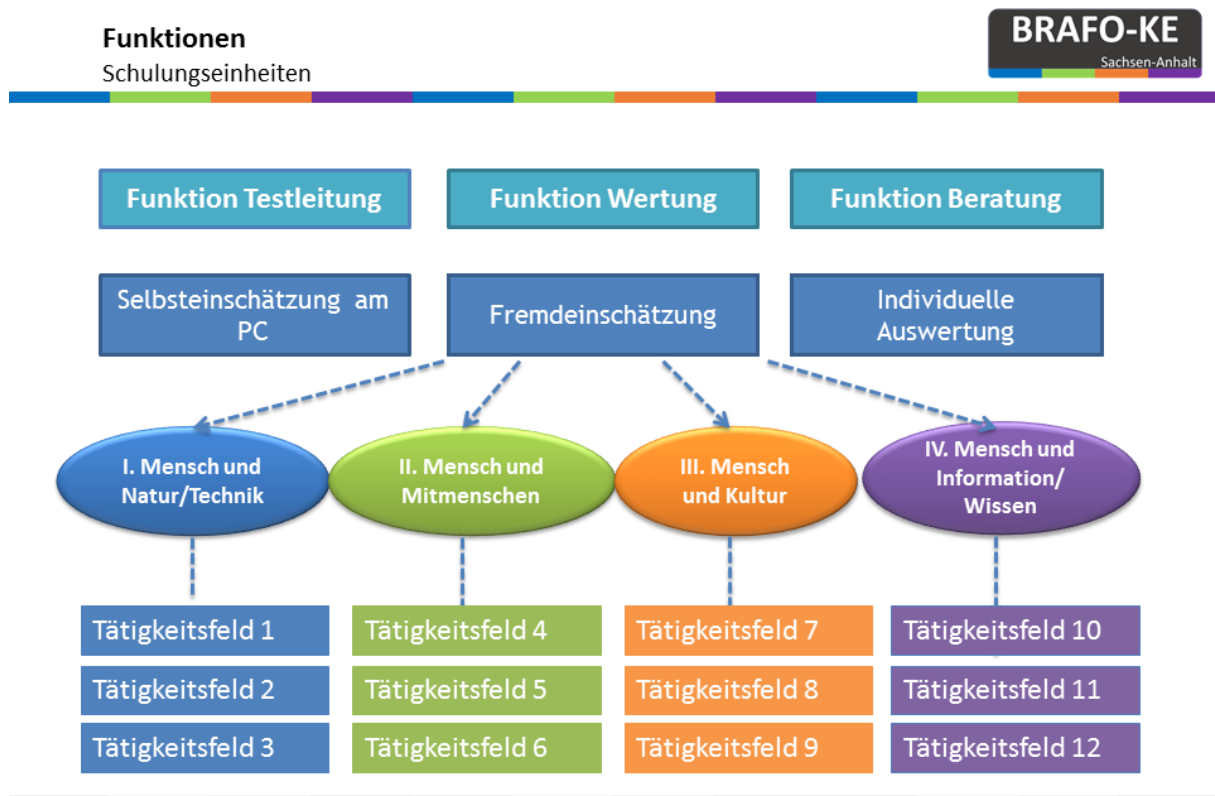 Funktionen
Schulungseinheiten
BRAFO-KE
Sachsen-Anhalt
Funktion Testleitung
Funktion Wertung
Funktion Beratung
Selbsteinschätzung am
PC
Fremdeinschätzung
Individuelle
Auswertung
I. Mensch und
Natur/Technik
II. Mensch und
Mitmenschen
III. Mensch
und Kultur
IV. Mensch und
Information/
Wissen
Tätigkeitsfeld 1
Tätigkeitsfeld 4
Tätigkeitsfeld 7
Tätigkeitsfeld 10
Tätigkeitsfeld 2
Tätigkeitsfeld 5
Tätigkeitsfeld 8
Tätigkeitsfeld 11
Tätigkeitsfeld 3
Tätigkeitsfeld 6
Tätigkeitsfeld 9
Tätigkeitsfeld 12